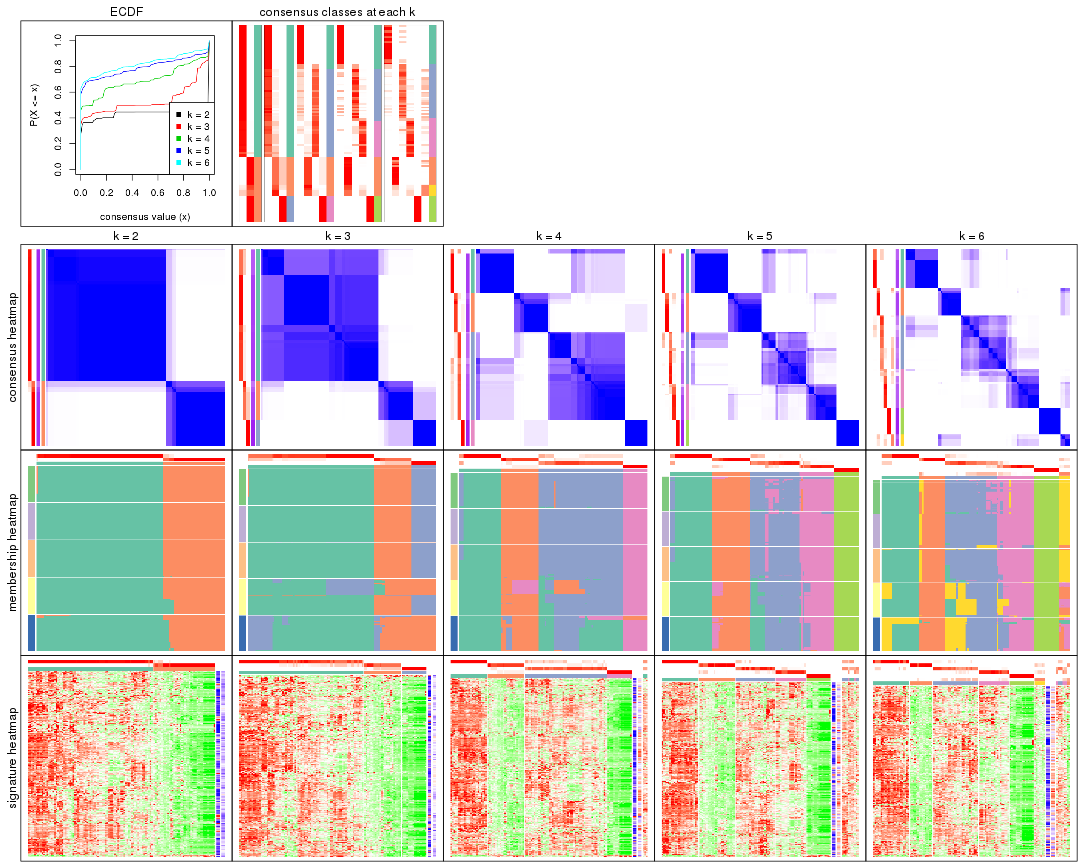 ECDF
consensus classes at each k
P(X <= x)
0.0
0.2
0.4
0.6
0.8
1.0
k = 2
k = 3
k = 4
k = 5
k = 6
0.0 0.2 0.4 0.6 0.8 1.0
consensus value (x)
k = 2
k = 3
k = 4
k = 5
k = 6
consensus heatmap
membership heatmap
signature heatmap